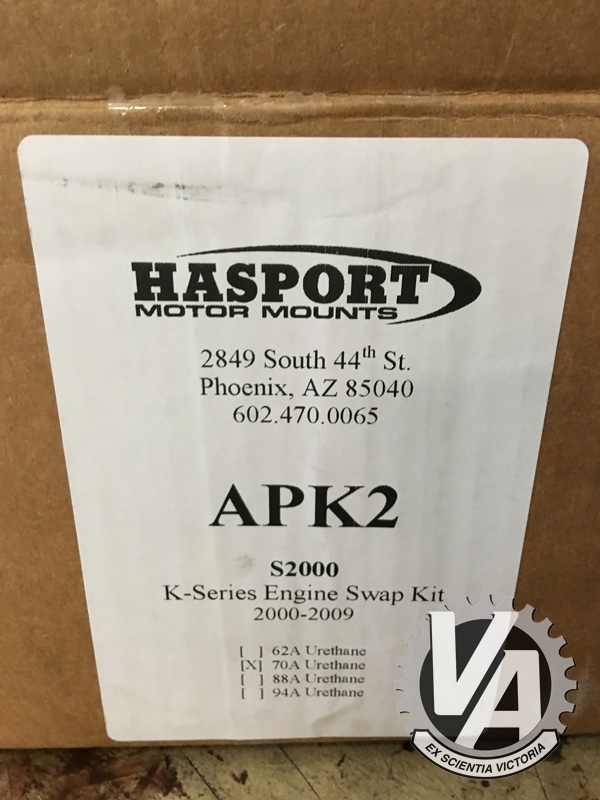 HASPORT
MOTOR MOUNTS
2849 South 44th St.
Phoenix, AZ 85040
602.470.0065
APK2
S2000
K-Series Engine Swap Kit
2000-2009
[ ] 62A Urethane
[X] 70A Urethane
[ ] 88A Urethane
[ ] 94A Urethane
VA
EX SCIENTIA VICTORIA